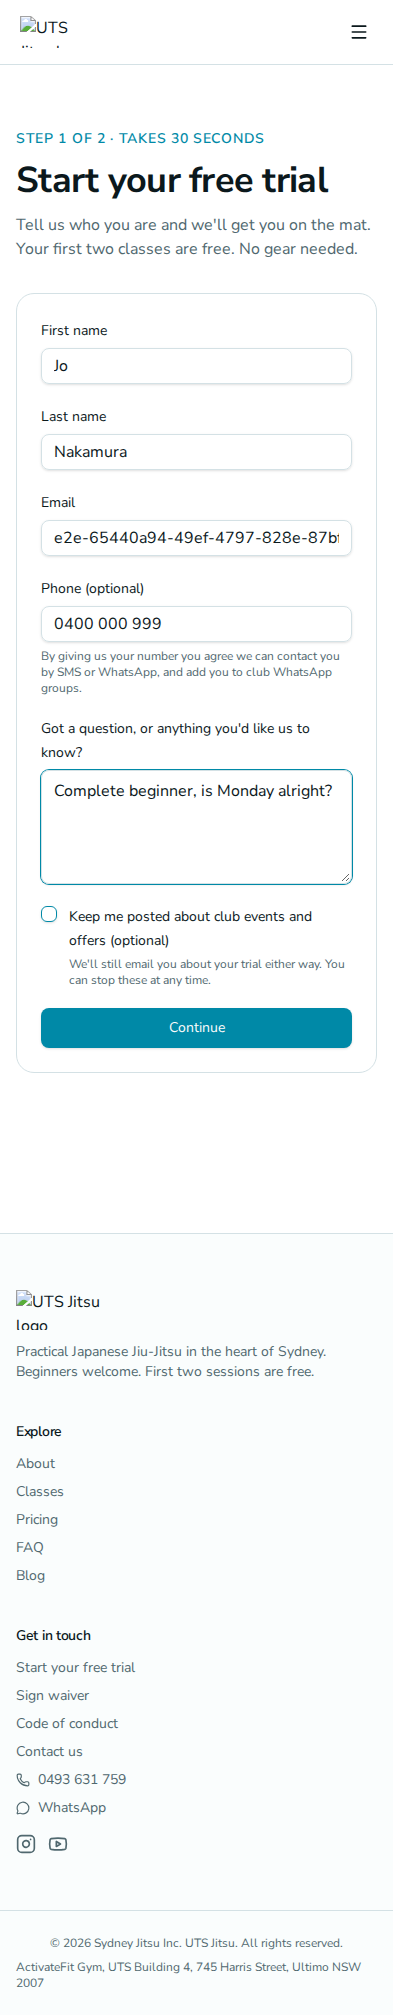 UTS
STEP 1 OF 2 · TAKES 30 SECONDS
Start your free trial
Tell us who you are and we'll get you on the mat.
Your first two classes are free. No gear needed.
First name
Jo
Last name
Nakamura
Email
e2e-65440a94-49ef-4797-828e-87b
Phone (optional)
0400 000 999
By giving us your number you agree we can contact you
by SMS or WhatsApp, and add you to club WhatsApp
groups.
Got a question, or anything you'd like us to
know?
Complete beginner, is Monday alright?
Keep me posted about club events and
offers (optional)
We'll still email you about your trial either way. You
can stop these at any time.
Continue
UTS Jitsu
logo
Practical Japanese Jiu-Jitsu in the heart of Sydney.
Beginners welcome. First two sessions are free.
Explore
About
Classes
Pricing
FAQ
Blog
Get in touch
Start your free trial
Sign waiver
Code of conduct
Contact us
0493 631 759
WhatsApp
© 2026 Sydney Jitsu Inc. UTS Jitsu. All rights reserved.
ActivateFit Gym, UTS Building 4, 745 Harris Street, Ultimo NSW
2007